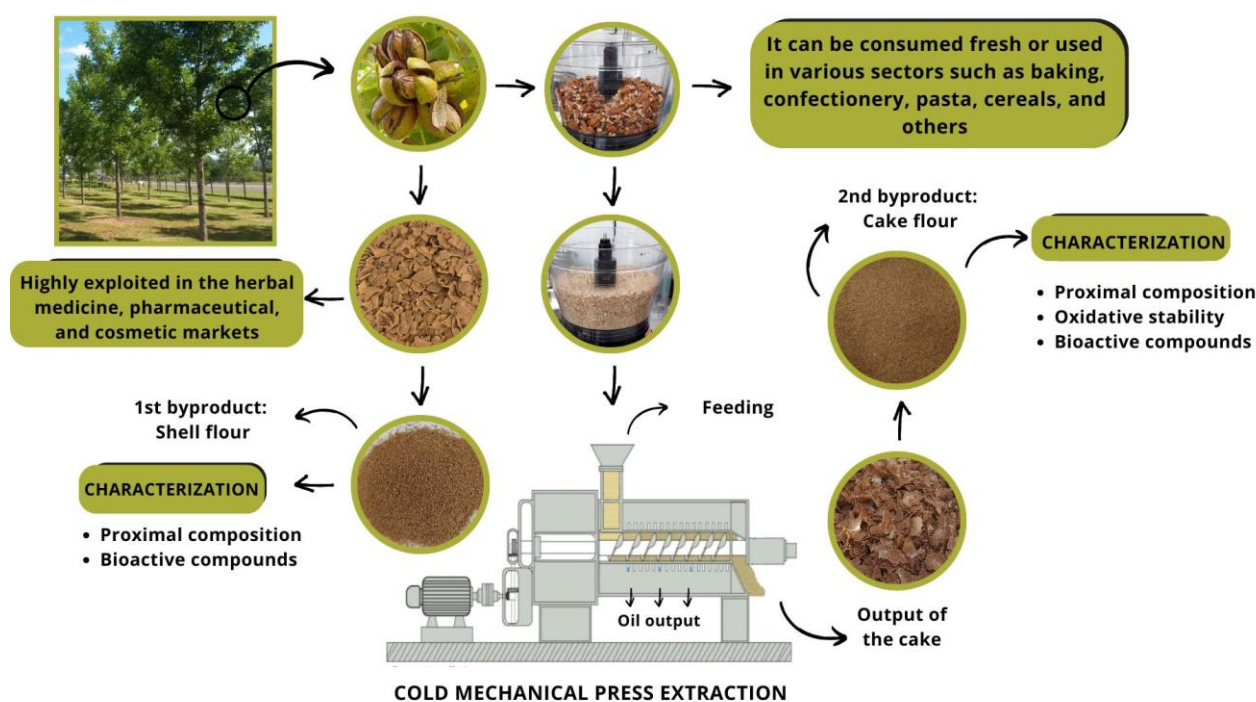 It can be consumed fresh or used
in various sectors such as baking,
confectionery, pasta, cereals, and
others
Highly exploited in the herbal
medicine, pharmaceutical,
and cosmetic markets
2nd byproduct:
Cake flour
CHARACTERIZATION
• Proximal composition
• Oxidative stability
• Bioactive compounds
1st byproduct:
Shell flour
CHARACTERIZATION
• Proximal composition
• Bioactive compounds
Feeding
Oil output
Output of
the cake
COLD MECHANICAL PRESS EXTRACTION